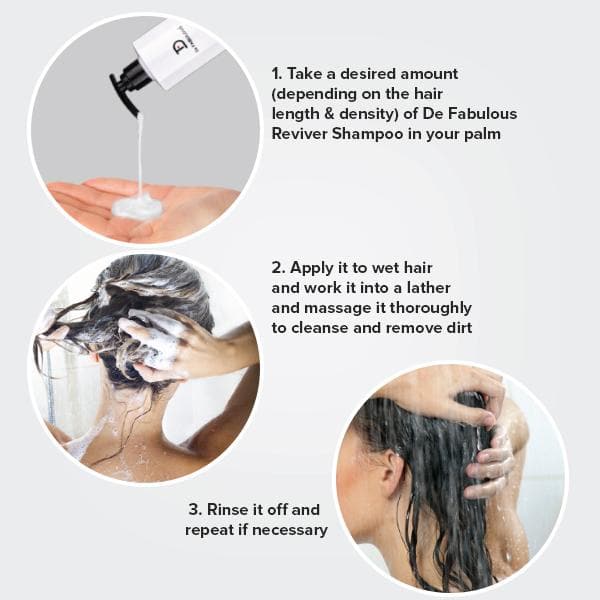 De FABULOUS
1. Take a desired amount
(depending on the hair
length & density) of De Fabulous
Reviver Shampoo in your palm
2. Apply it to wet hair
and work it into a lather
and massage it thoroughly
to cleanse and remove dirt
3. Rinse it off and
repeat if necessary